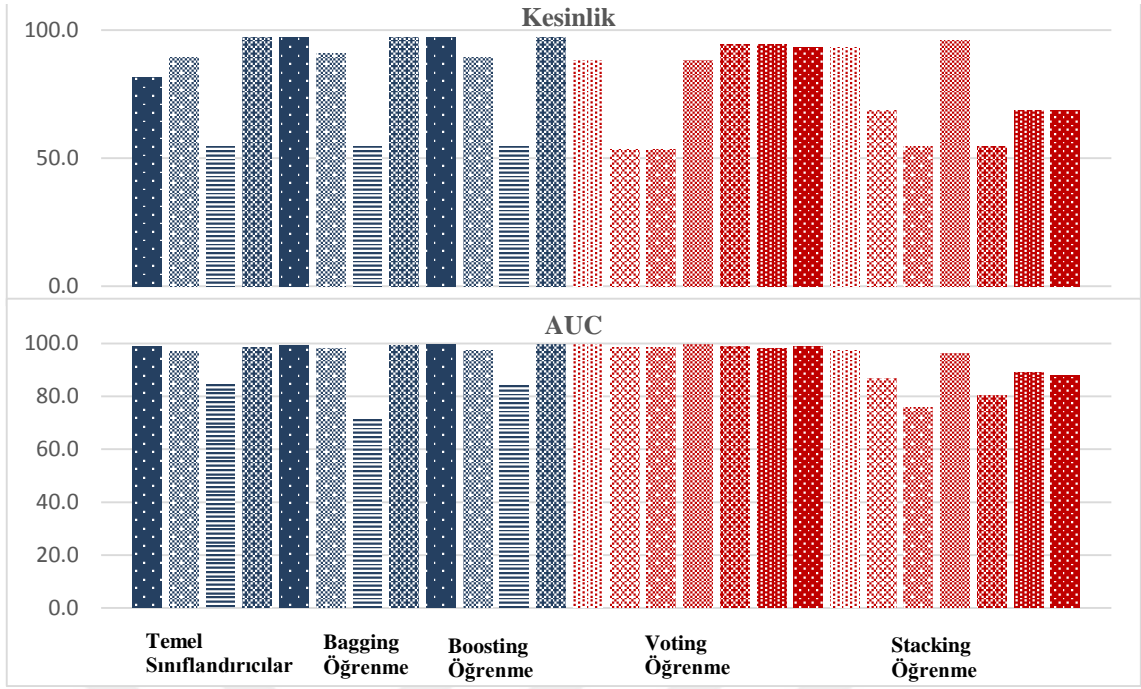 Kesinlik
100.0
50.0
0.0
AUC
100.0
80.0
60.0
40.0
20.0
0.0
Temel
Sınıflandırıcılar
Bagging
Öğrenme
Boosting
Öğrenme
Voting
Öğrenme
Stacking
Öğrenme